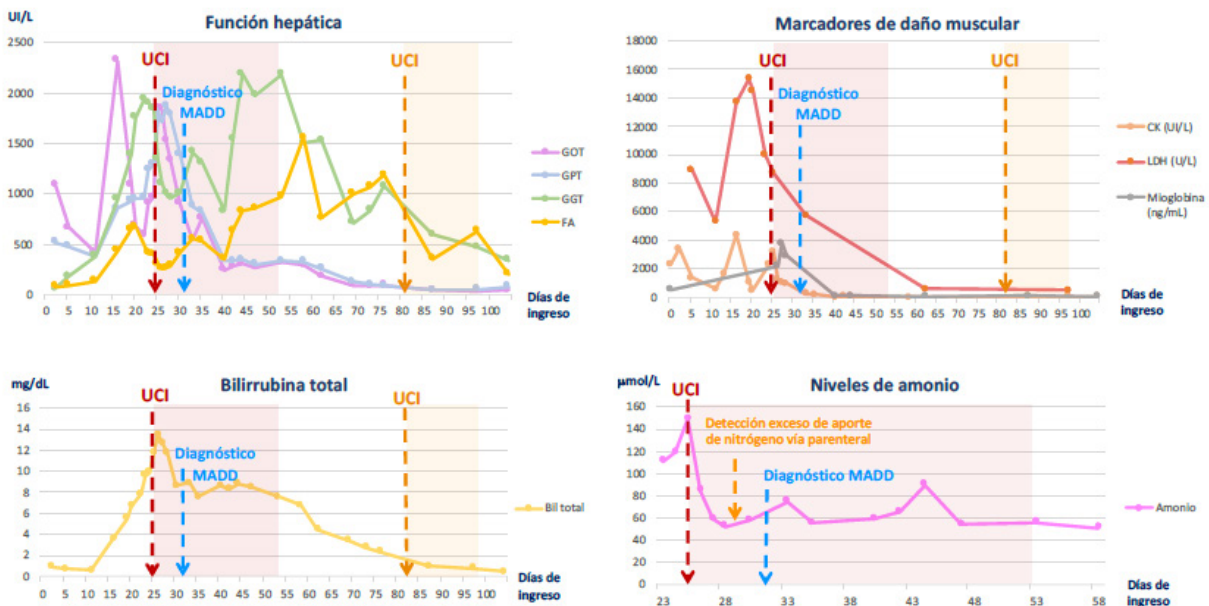 UI/L
Función hepática
UCI
UCI
Diagnóstico
MADD
2500
2000
1500
1000
500
0
0 5 10 15 20 25 30 35 40 45 50 55 60 65 70 75 80 85 90 95 100
Días de
ingreso
GOT
GPT
GGT
FA
Marcadores de daño muscular
UCI
UCI
Diagnóstico
MADD
18000
16000
14000
12000
10000
8000
6000
4000
2000
0
0 5 10 15 20 25 30 35 40 45 50 55 60 65 70 75 80 85 90 95 100
Días de
ingreso
CK (UI/L)
LDH (U/L)
Mioglobina
(ng/mL)
mg/dL
Bilirrubina total
UCI
UCI
Diagnóstico
MADD
16
14
12
10
8
6
4
2
0
0 5 10 15 20 25 30 35 40 45 50 55 60 65 70 75 80 85 90 95 100
Días de
ingreso
Bil total
μmol/L
Niveles de amonio
UCI
Detección exceso de aporte
de nitrógeno vía parenteral
Diagnóstico MADD
160
140
120
100
80
60
40
20
0
23 28 33 38 43 48 53 58
Días de
ingreso
Amonio